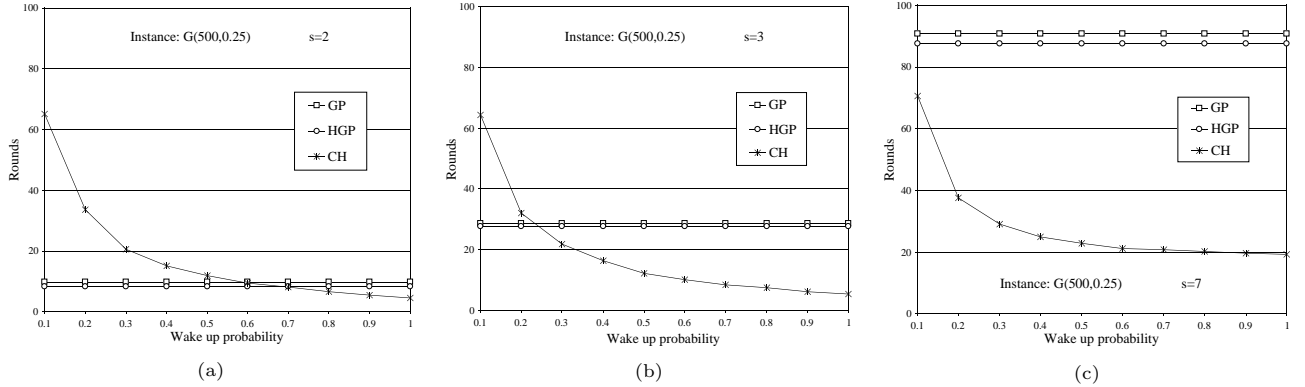 100
80
60
40
20
0
Rounds
Instance: G(500,0.25) s=2
GP
HGP
CH
0.1 0.2 0.3 0.4 0.5 0.6 0.7 0.8 0.9 1
Wake up probability
(a)
100
80
60
40
20
0
Rounds
Instance: G(500,0.25) s=3
GP
HGP
CH
0.1 0.2 0.3 0.4 0.5 0.6 0.7 0.8 0.9 1
Wake up probability
(b)
100
80
60
40
20
0
Rounds
GP
HGP
CH
Instance: G(500,0.25) s=7
0.1 0.2 0.3 0.4 0.5 0.6 0.7 0.8 0.9 1
Wake up probability
(c)